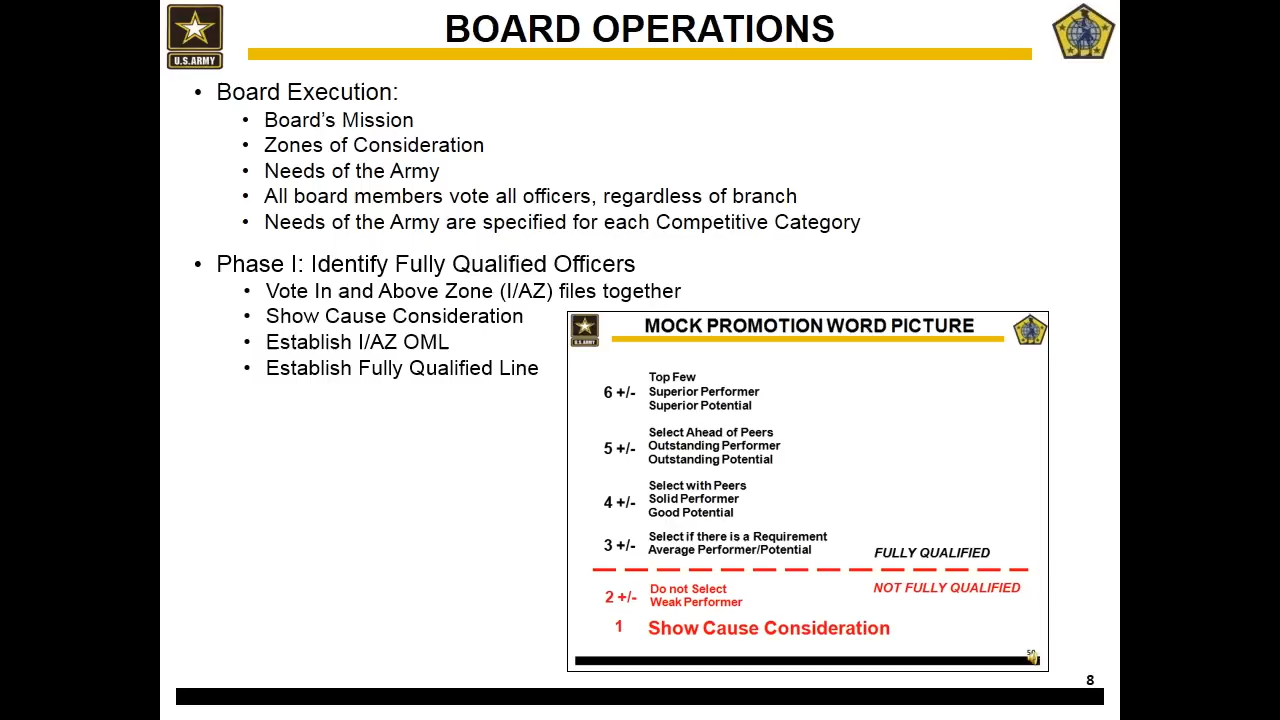 BOARD OPERATIONS
U.S.ARMY
• Board Execution:
• Board's Mission
• Zones of Consideration
• Needs of the Army
• All board members vote all officers, regardless of branch
• Needs of the Army are specified for each Competitive Category
• Phase I: Identify Fully Qualified Officers
• Vote In and Above Zone (I/AZ) files together
• Show Cause Consideration
• Establish I/AZ OML
• Establish Fully Qualified Line
MOCK PROMOTION WORD PICTURE
U.S.ARMY
6 +/-
Top Few
Superior Performer
Superior Potential
5 +/-
Select Ahead of Peers
Outstanding Performer
Outstanding Potential
4 +/-
Select with Peers
Solid Performer
Good Potential
3 +/-
Select if there is a Requirement
Average Performer/Potential
FULLY QUALIFIED
NOT FULLY QUALIFIED
2 +/-
Do not Select
Weak Performer
1 Show Cause Consideration
8